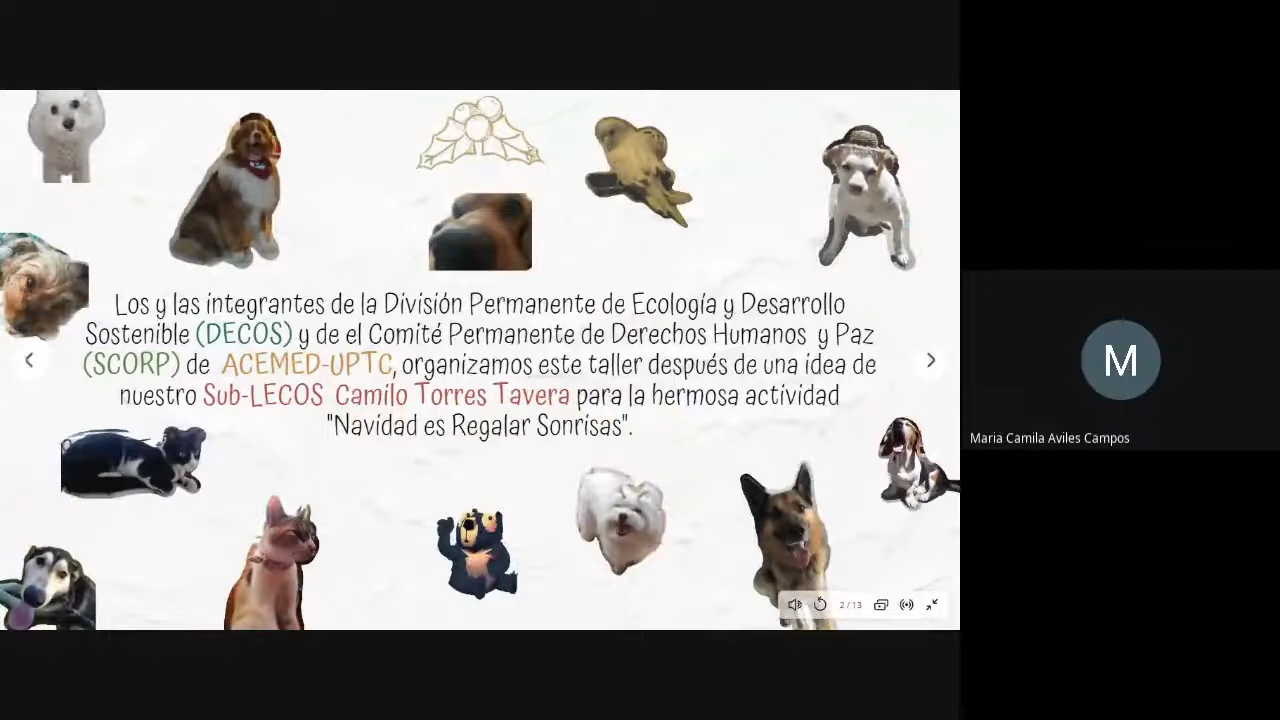 Los y las integrantes de la División Permanente de Ecología y Desarrollo
Sostenible (DECOS) y de el Comité Permanente de Derechos Humanos y Paz
(SCORP) de ACEMED-UPTC, organizamos este taller después de una idea de
nuestro Sub-LECOS Camilo Torres Tavera para la hermosa actividad
"Navidad es Regalar Sonrisas".
2/13
M
Maria Camila Aviles Campos